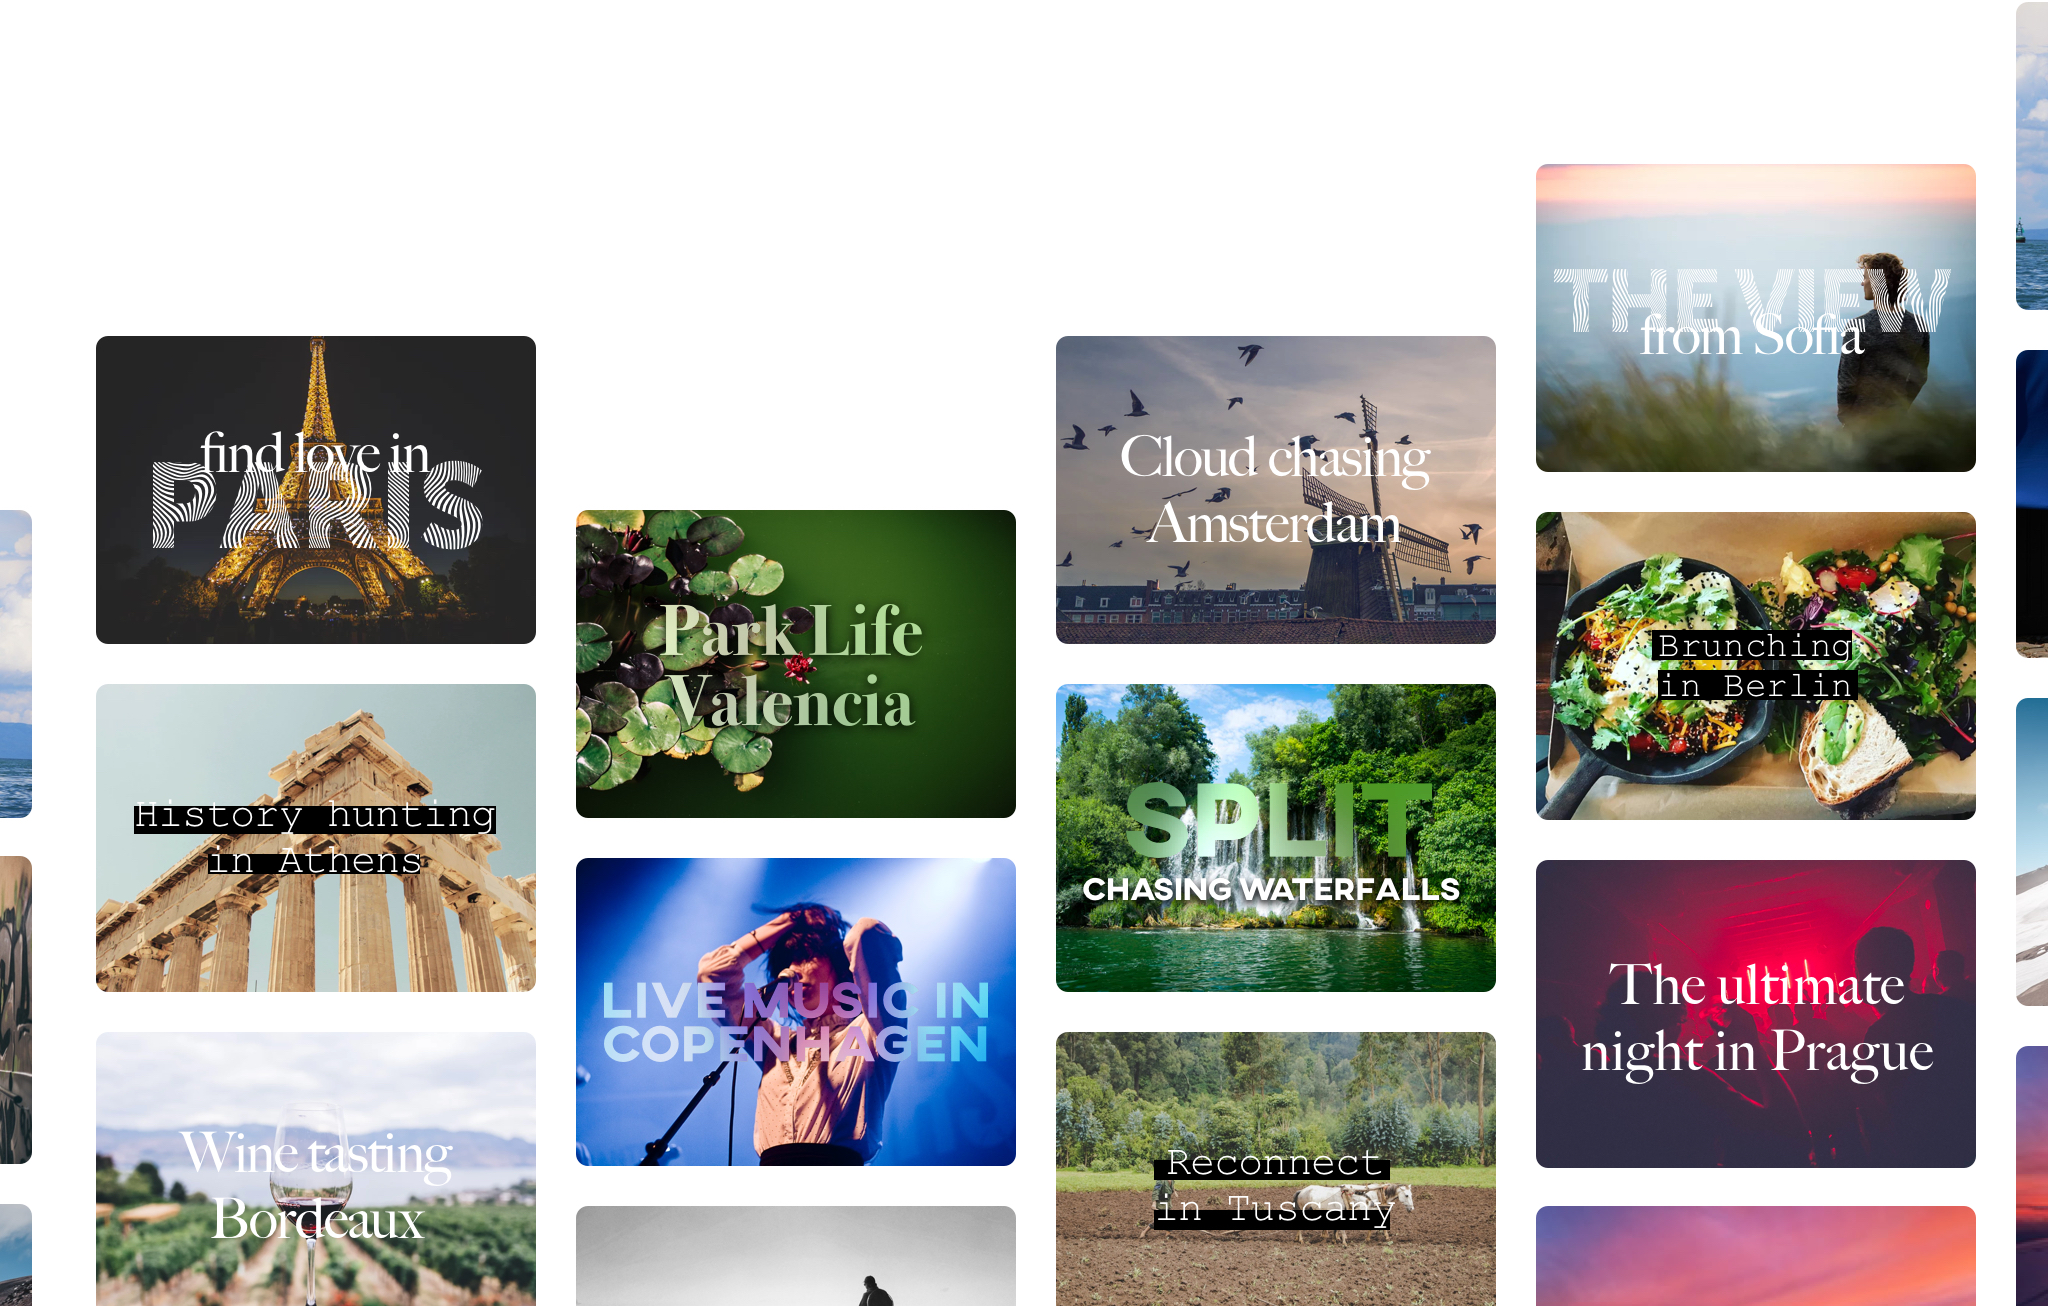 find love in
PARIS
History hunting
in Athens
Wine tasting
Bordeaux
Park Life
Valencia
LIVE MUSIC IN
COPENHAGEN
Cloud chasing
Amsterdam
SPLIT
CHASING WATERFALLS
Reconnect
in Tuscany
THE VIEW
from Sofia
Brunching
in Berlin
The ultimate
night in Prague